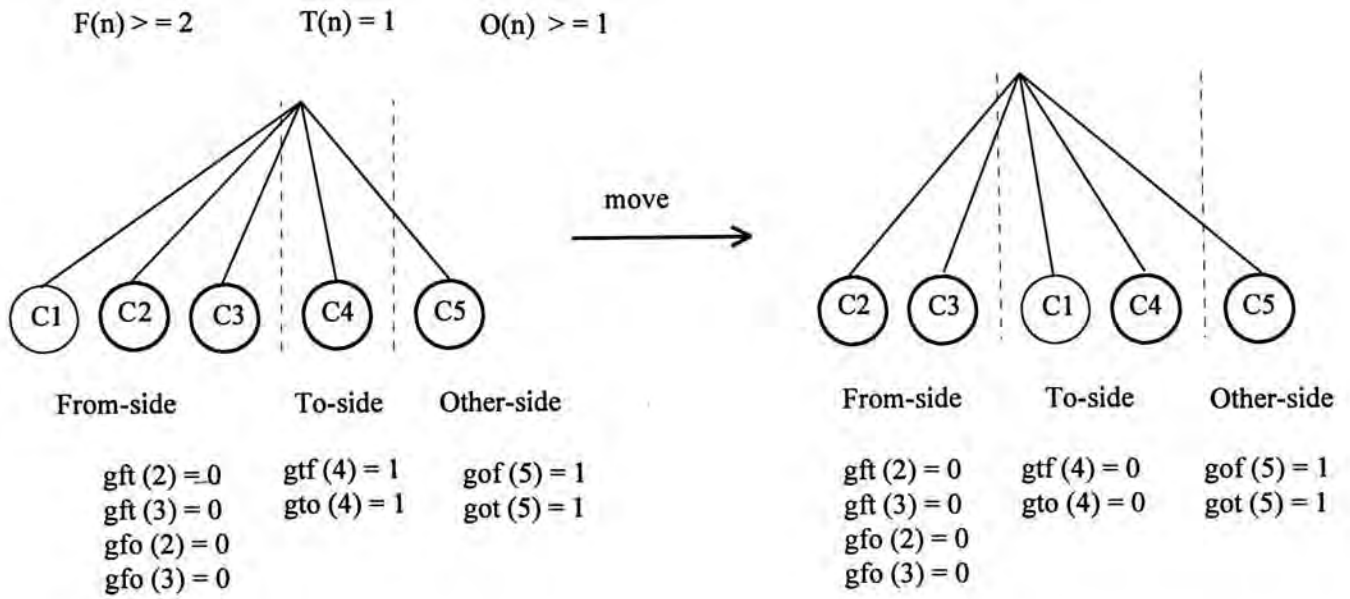 F(n) > = 2 T(n) = 1 O(n) > = 1
move
C1 C2 C3 C4 C5 C2 C3 C1 C4 C5
From-side To-side Other-side From-side To-side Other-side
gft (2) = 0 gtf (4) = 1 gof (5) = 1 gft (2) = 0 gtf (4) = 0 gof (5) = 1
gft (3) = 0 gto (4) = 1 got (5) = 1 gft (3) = 0 gto (4) = 0 got (5) = 1
gfo (2) = 0 gfo (2) = 0
gfo (3) = 0 gfo (3) = 0